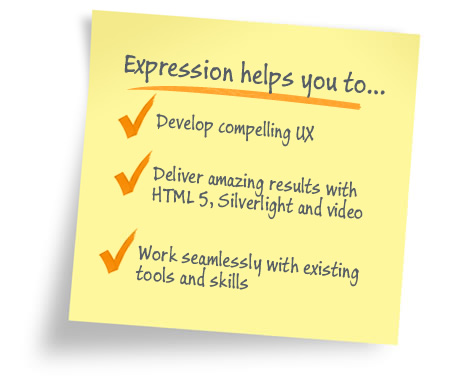 Expression helps you to...
Develop compelling UX
Deliver amazing results with
HTML 5, Silverlight and video
Work seamlessly with existing
tools and skills